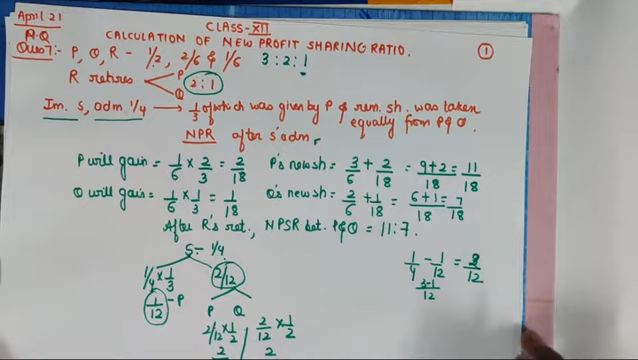 April 21
CLASS-XII
P.Q
CALCULATION OF NEW PROFIT SHARING RATIO.
①
Ques 7:- P, Q, R - 1/2, 2/6 & 1/6 3:2:1
R retires P Q 2:1
Im. S, adm. 1/4 → 1/3 of which was given by P & rem. sh. was taken
equally from P & Q.
NPR after S' adm.
P will gain = 1/6 × 2/3 = 2/18 P's new sh = 3/6 + 2/18 = 9+2/18 = 11/18
Q will gain = 1/6 × 1/3 = 1/18 Q's new sh = 2/6 + 1/18 = 6+1/18 = 7/18
After R's ret., NPSR bet. P & Q = 11:7.
S - 1/4
1/4 × 1/3 2/12
1/4 - 1/12 = 2/12
3-1/12
1/12 - P
P Q
2/12 × 1/2 2/12 × 1/2
2 2